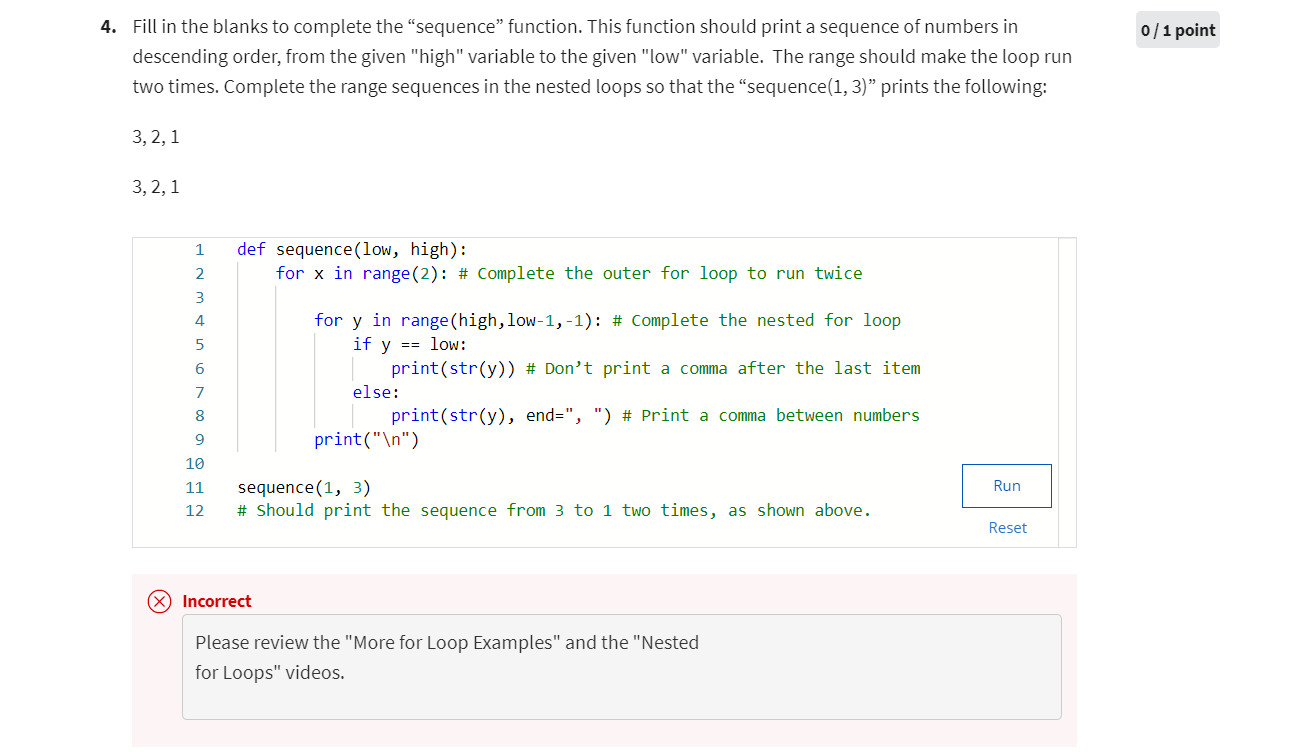 4. Fill in the blanks to complete the “sequence” function. This function should print a sequence of numbers in
0 / 1 point
descending order, from the given "high" variable to the given "low" variable.  The range should make the loop run
two times. Complete the range sequences in the nested loops so that the “sequence(1, 3)” prints the following:
3, 2, 1
3, 2, 1
1 def sequence(low, high):
2     for x in range(2): # Complete the outer for loop to run twice
3
4         for y in range(high,low-1,-1): # Complete the nested for loop
5             if y == low:
6                 print(str(y)) # Don’t print a comma after the last item
7             else:
8                 print(str(y), end=", ") # Print a comma between numbers
9         print("\n")
10
11 sequence(1, 3)
12 # Should print the sequence from 3 to 1 two times, as shown above.
Run
Reset
Incorrect
Please review the "More for Loop Examples" and the "Nested
for Loops" videos.